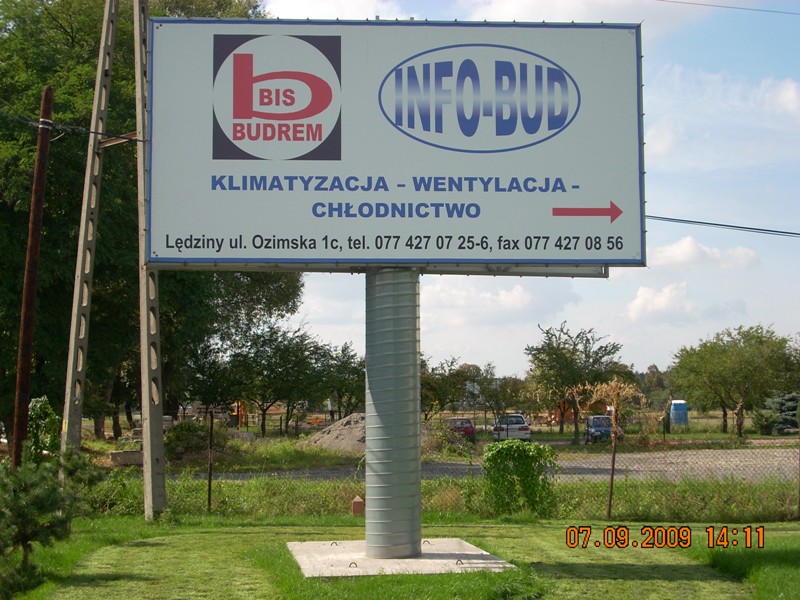 b
BIS
BUDREM
INFO-BUD
KLIMATYZACJA - WENTYLACJA -
CHŁODNICTWO
Lędziny ul. Ozimska 1c, tel. 077 427 07 25-6, fax 077 427 08 56
07.09.2009 14:11